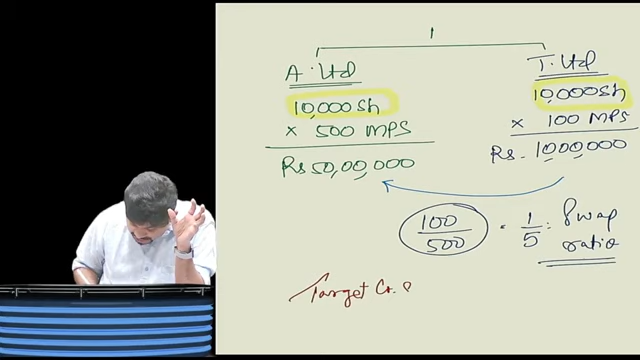 1
A. Ltd T. Ltd
10,000 Sh 10,000 Sh
× 500 MPS × 100 MPS
Rs 50,00,000 Rs. 10,00,000
100/500 = 1/5 = Swap ratio
Target Co.